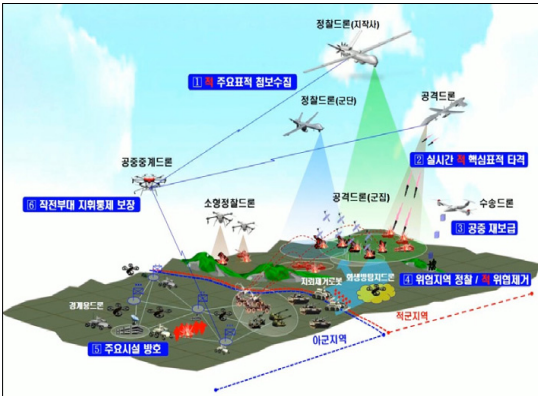 정찰드론(지작사)
① 적 주요표적 첩보수집
정찰드론(군단)
공격드론
② 실시간 적 핵심표적 타격
공중중계드론
⑥ 작전부대 지휘통제 보장
소형정찰드론
공격드론(군집)
수송드론
③ 공중 재보급
지뢰제거로봇
화생방탐지드론
④ 위험지역 정찰 / 적 위협제거
경계용드론
⑤ 주요시설 방호
아군지역
적군지역